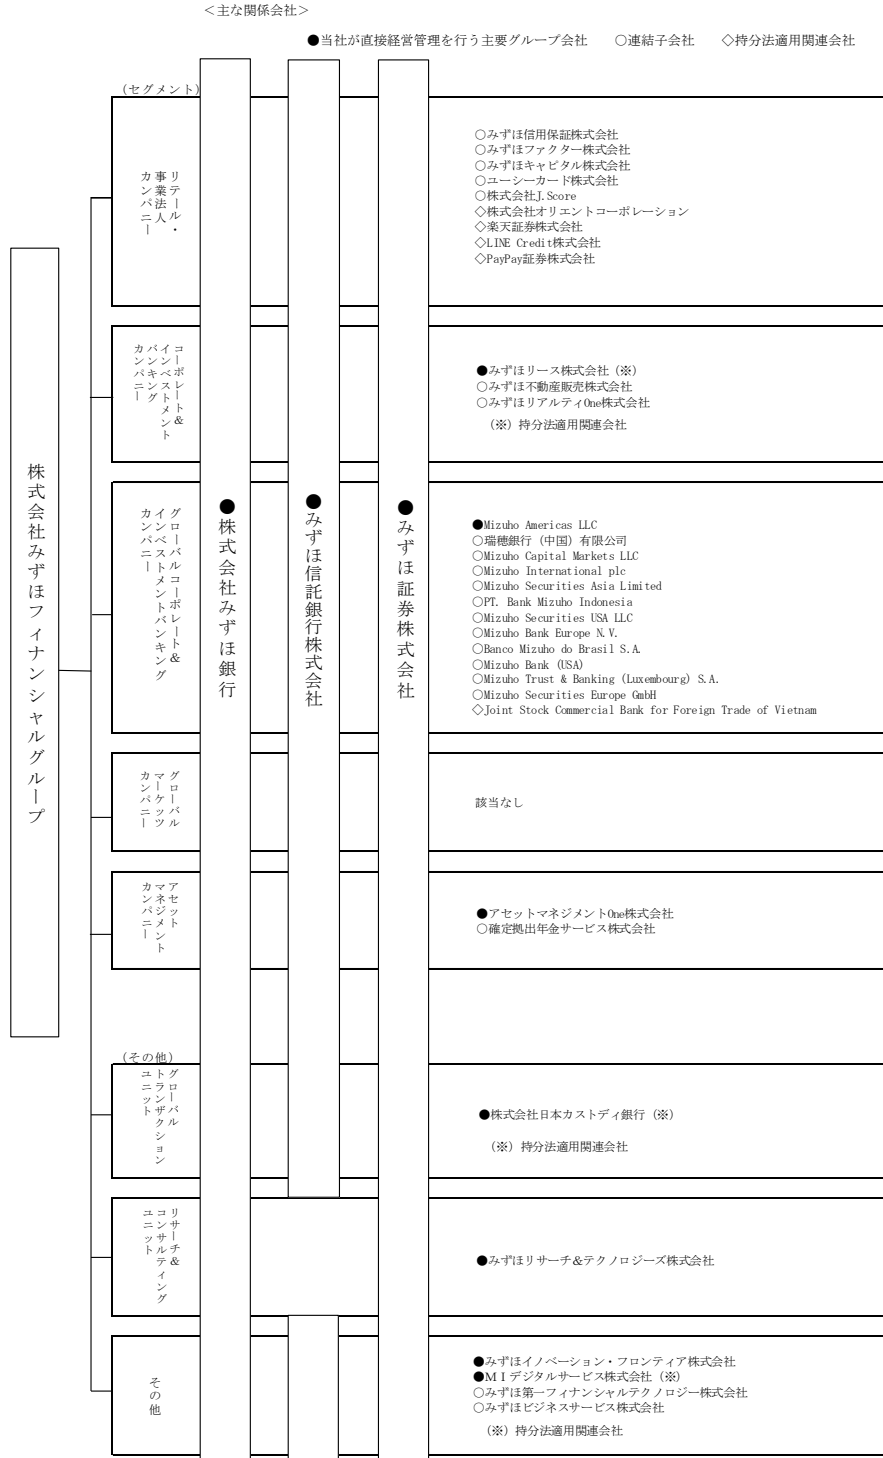 ＜主な関係会社＞
●当社が直接経営管理を行う主要グループ会社　○連結子会社　◇持分法適用関連会社
株式会社みずほフィナンシャルグループ
●株式会社みずほ銀行
●みずほ信託銀行株式会社
●みずほ証券株式会社
(セグメント)
リテール・
事業法人
カンパニー
○みずほ信用保証株式会社
○みずほファクター株式会社
○みずほキャピタル株式会社
○ユーシーカード株式会社
○株式会社J.Score
◇株式会社オリエントコーポレーション
◇楽天証券株式会社
◇LINE Credit株式会社
◇PayPay証券株式会社
コーポレート＆
インベストメント
バンキング
カンパニー
●みずほリース株式会社（※）
○みずほ不動産販売株式会社
○みずほリアルティOne株式会社
（※）持分法適用関連会社
グローバルコーポレート＆
インベストメントバンキング
カンパニー
●Mizuho Americas LLC
○瑞穂銀行（中国）有限公司
○Mizuho Capital Markets LLC
○Mizuho International plc
○Mizuho Securities Asia Limited
○PT. Bank Mizuho Indonesia
○Mizuho Securities USA LLC
○Mizuho Bank Europe N.V.
○Banco Mizuho do Brasil S.A.
○Mizuho Bank (USA)
○Mizuho Trust & Banking (Luxembourg) S.A.
○Mizuho Securities Europe GmbH
◇Joint Stock Commercial Bank for Foreign Trade of Vietnam
グローバル
マーケッツ
カンパニー
該当なし
アセット
マネジメント
カンパニー
●アセットマネジメントOne株式会社
○確定拠出年金サービス株式会社
(その他)
グローバル
トランザクション
ユニット
●株式会社日本カストディ銀行（※）
（※）持分法適用関連会社
リサーチ＆
コンサルティング
ユニット
●みずほリサーチ&テクノロジーズ株式会社
その他
●みずほイノベーション・フロンティア株式会社
●ＭＩデジタルサービス株式会社（※）
○みずほ第一フィナンシャルテクノロジー株式会社
○みずほビジネスサービス株式会社
（※）持分法適用関連会社